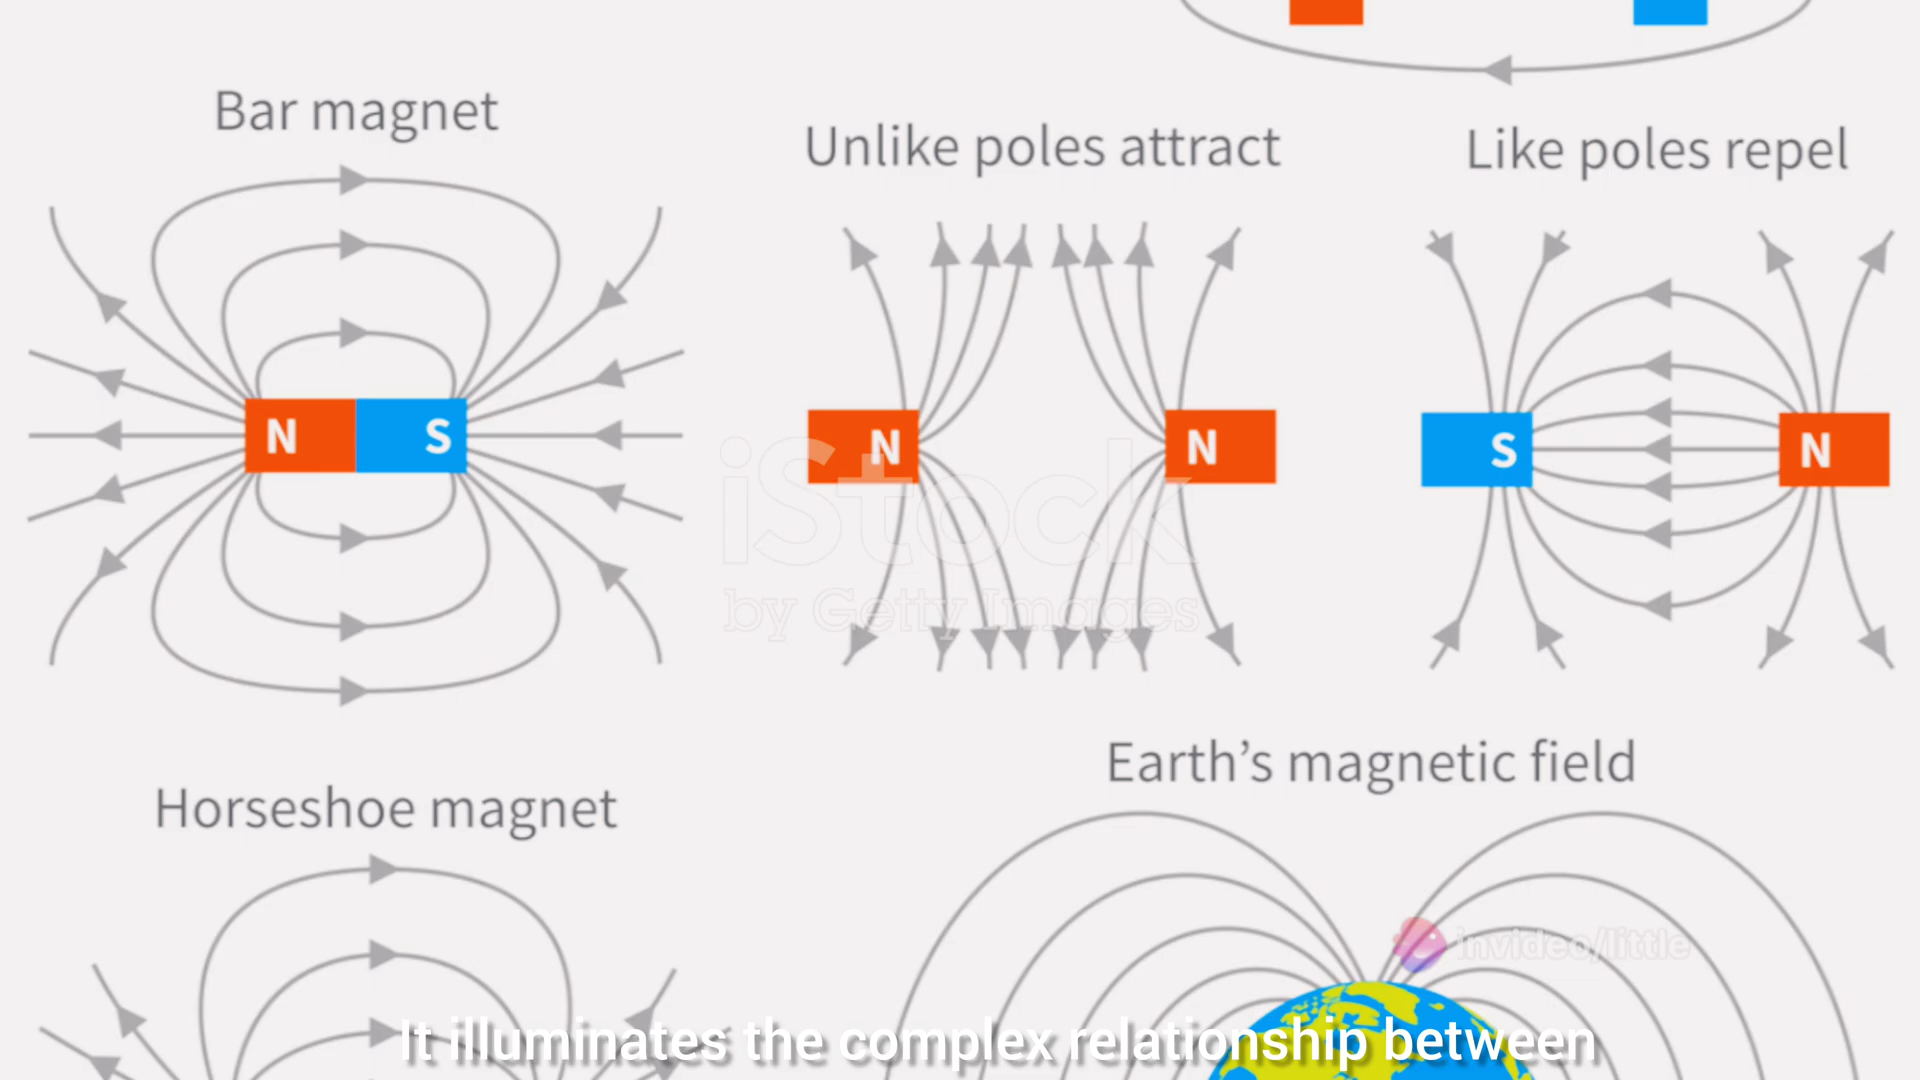 Bar magnet
Unlike poles attract
Like poles repel
N S
N N
S N
iStock
by Getty Images
Earth's magnetic field
Horseshoe magnet
invideo/little
It illuminates the complex relationship between